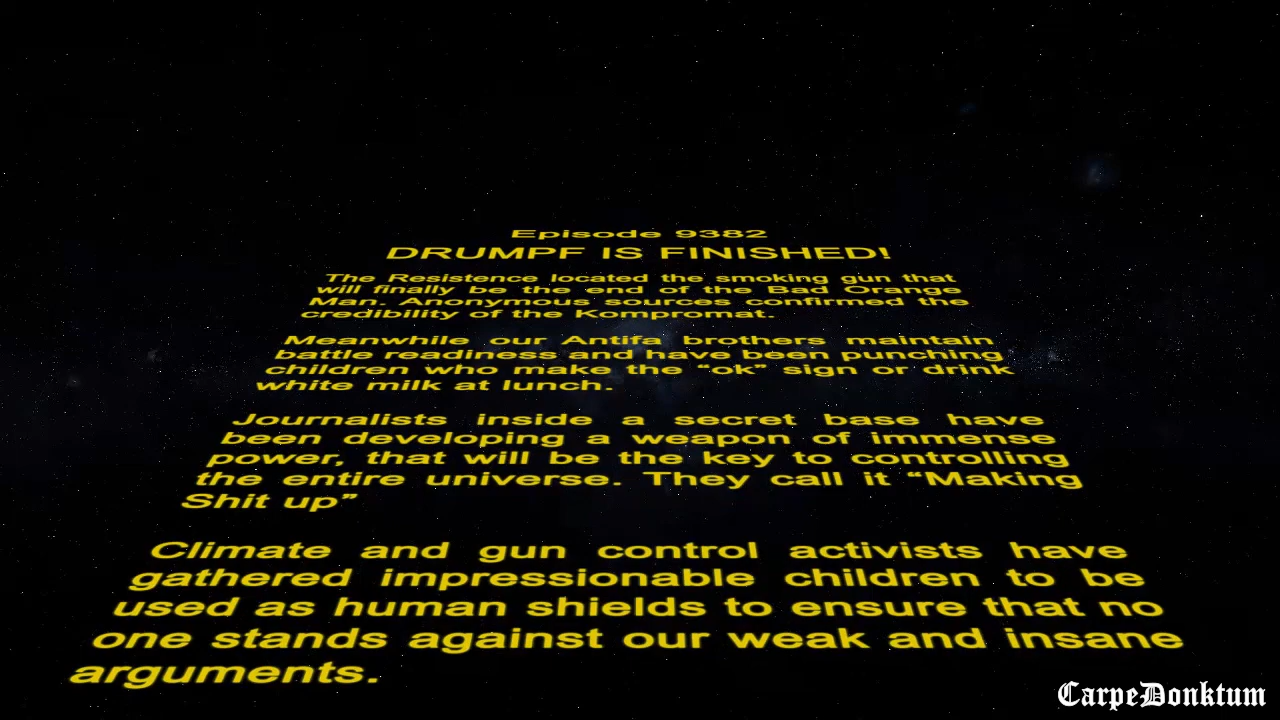 Episode 9382
DRUMPF IS FINISHED!
The Resistence located the smoking gun that
will finally be the end of the Bad Orange
Man. Anonymous sources confirmed the
credibility of the Kompromat.
Meanwhile our Antifa brothers maintain
battle readiness and have been punching
children who make the “ok” sign or drink
white milk at lunch.
Journalists inside a secret base have
been developing a weapon of immense
power, that will be the key to controlling
the entire universe. They call it “Making
Shit up”
Climate and gun control activists have
gathered impressionable children to be
used as human shields to ensure that no
one stands against our weak and insane
arguments.
CarpeDonktum